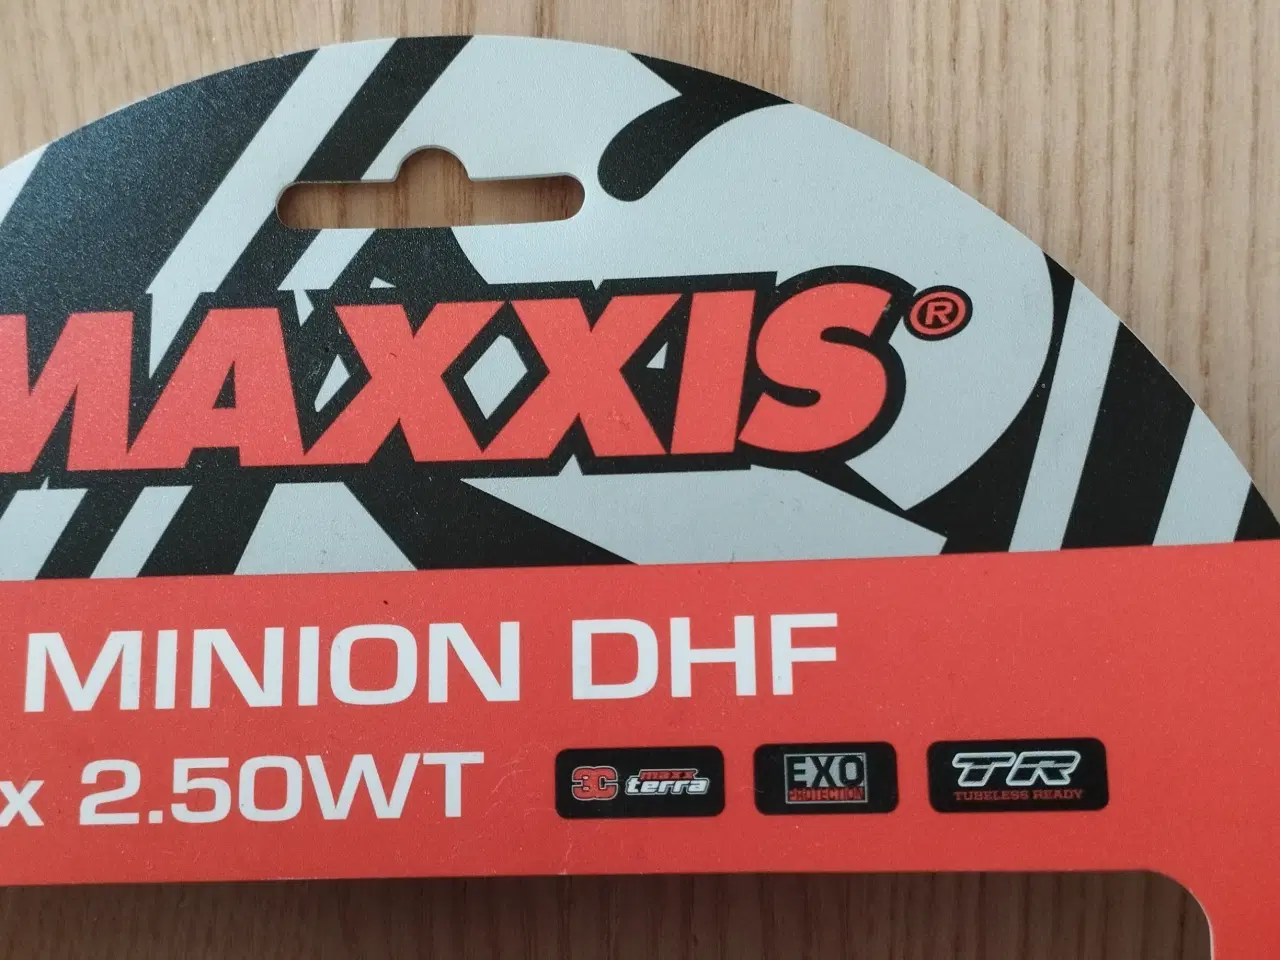 MAXXIS®
MINION DHF
x 2.50WT 3C maxx terra EXO PROTECTION TR TUBELESS READY